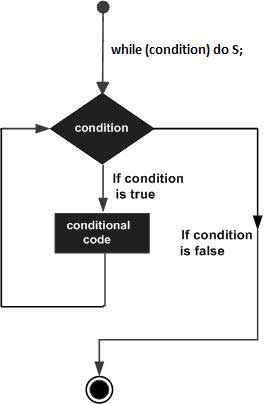 while (condition) do S;
condition
If condition
is true
conditional
code
If condition
is false